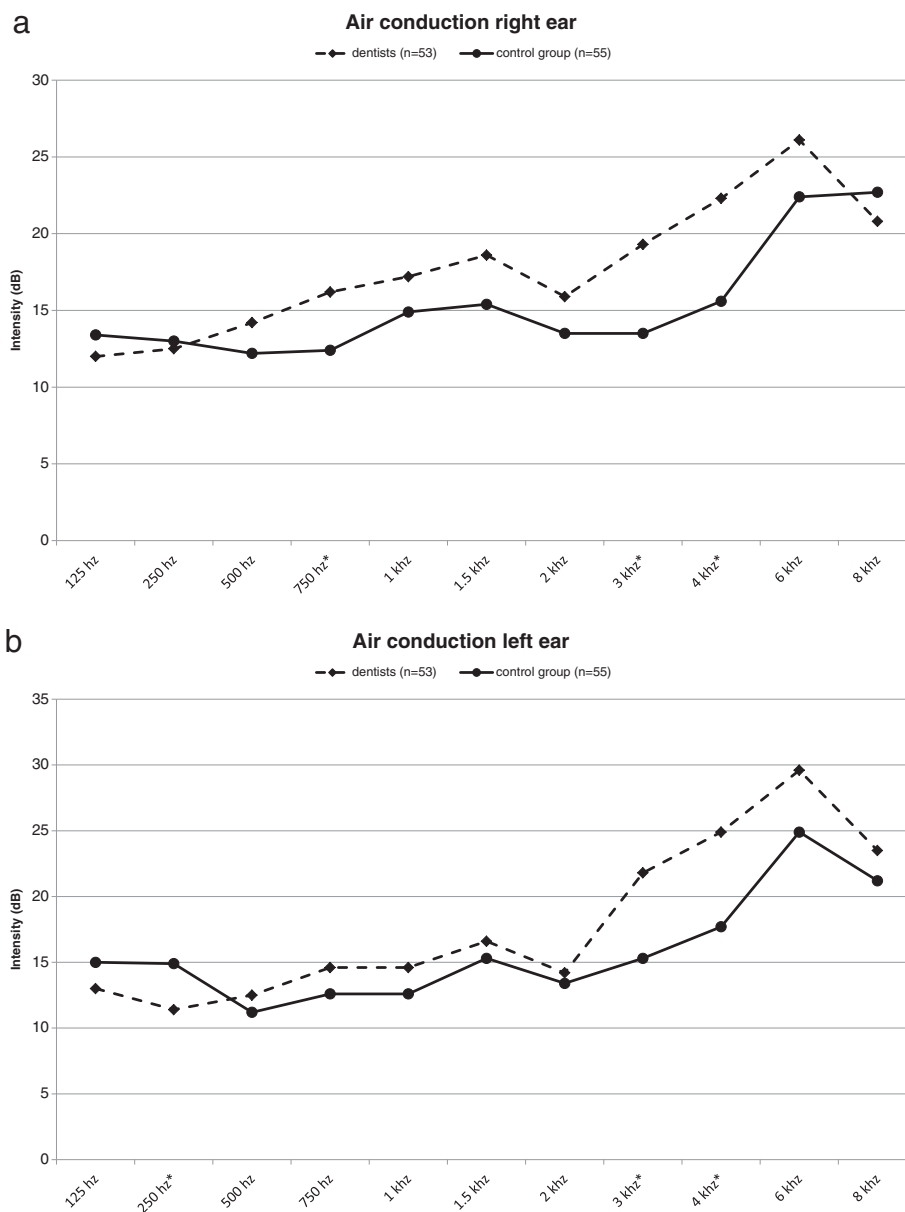 a
Air conduction right ear
dentists (n=53) control group (n=55)
30
25
20
15
10
5
0
Intensity (dB)
125 hz 250 hz 500 hz 750 hz* 1 khz 1.5 khz 2 khz 3 khz* 4 khz* 6 khz 8 khz
b
Air conduction left ear
dentists (n=53) control group (n=55)
35
30
25
20
15
10
5
0
Intensity (dB)
125 hz 250 hz* 500 hz 750 hz 1 khz 1.5 khz 2 khz 3 khz* 4 khz* 6 khz 8 khz